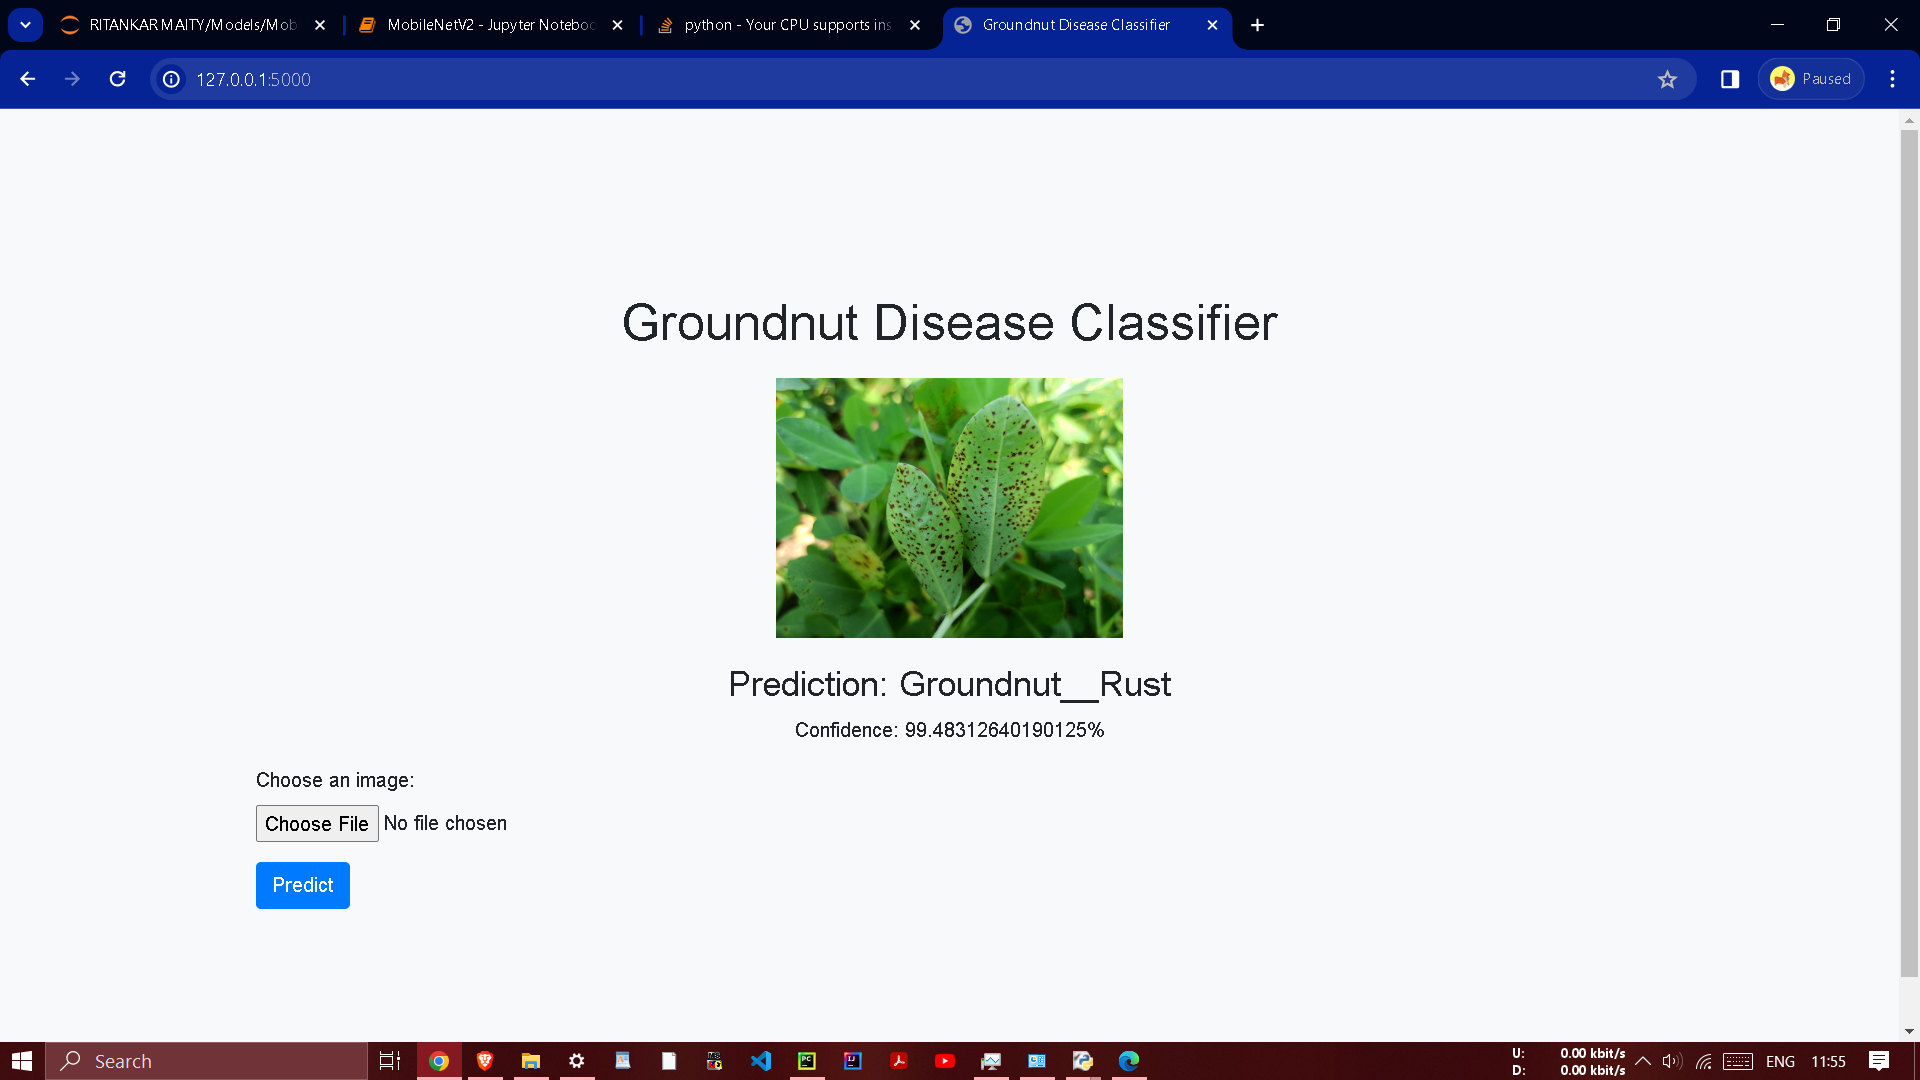 RITANKAR MAITY/Models/Mob
MobileNetV2 - Jupyter Noteboo
python - Your CPU supports ins
Groundnut Disease Classifier
127.0.0.1:5000
Paused
Groundnut Disease Classifier
Prediction: Groundnut__Rust
Confidence: 99.48312640190125%
Choose an image:
Choose File No file chosen
Predict
Search
U: 0.00 kbit/s
D: 0.00 kbit/s
ENG
11:55